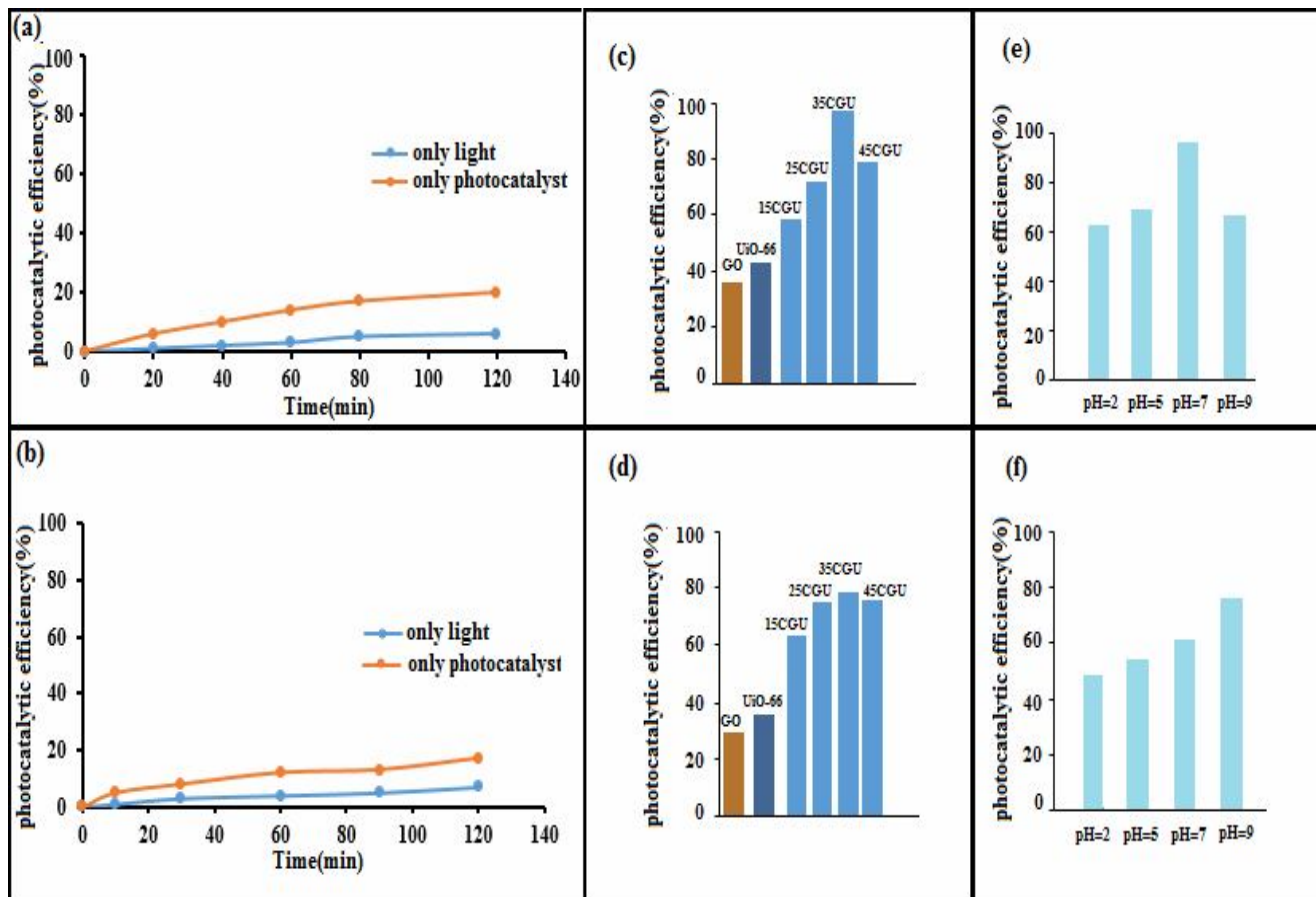 (a)
photocatalytic efficiency(%)
100
80
60
40
20
0
only light
only photocatalyst
0 20 40 60 80 100 120 140
Time(min)
(c)
photocatalytic efficiency(%)
100
80
60
40
20
0
GO
UiO-66
15CGU
25CGU
35CGU
45CGU
(e)
photocatalytic efficiency(%)
100
80
60
40
20
0
pH=2 pH=5 pH=7 pH=9
(b)
photocatalytic efficiency(%)
100
80
60
40
20
0
only light
only photocatalyst
0 20 40 60 80 100 120 140
Time(min)
(d)
photocatalytic efficiency(%)
100
80
60
40
20
0
GO
UiO-66
15CGU
25CGU
35CGU
45CGU
(f)
photocatalytic efficiency(%)
100
80
60
40
20
0
pH=2 pH=5 pH=7 pH=9